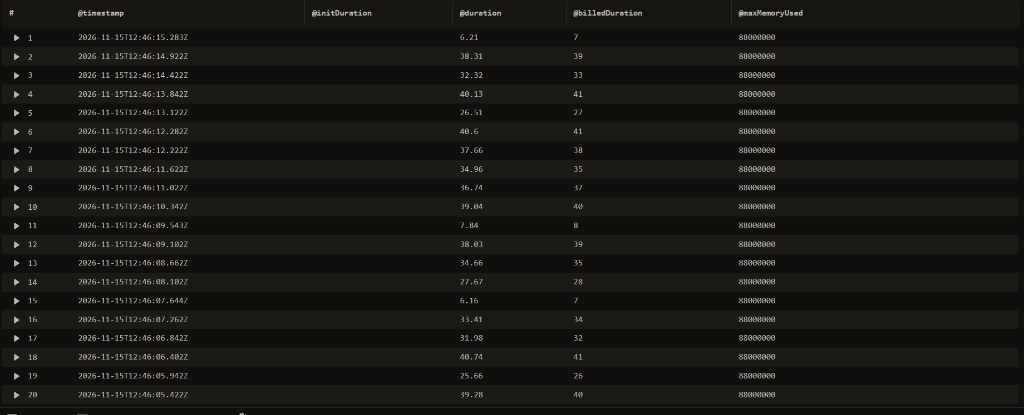 # @timestamp @initDuration @duration @billedDuration @maxMemoryUsed
1 2026-11-15T12:46:15.283Z 6.21 7 88000000
2 2026-11-15T12:46:14.922Z 38.31 39 88000000
3 2026-11-15T12:46:14.422Z 32.32 33 88000000
4 2026-11-15T12:46:13.842Z 40.13 41 88000000
5 2026-11-15T12:46:13.122Z 26.51 27 88000000
6 2026-11-15T12:46:12.282Z 40.6 41 88000000
7 2026-11-15T12:46:12.222Z 37.66 38 88000000
8 2026-11-15T12:46:11.622Z 34.96 35 88000000
9 2026-11-15T12:46:11.022Z 36.74 37 88000000
10 2026-11-15T12:46:10.342Z 39.04 40 88000000
11 2026-11-15T12:46:09.543Z 7.84 8 88000000
12 2026-11-15T12:46:09.102Z 38.03 39 88000000
13 2026-11-15T12:46:08.662Z 34.66 35 88000000
14 2026-11-15T12:46:08.102Z 27.67 28 88000000
15 2026-11-15T12:46:07.644Z 6.16 7 88000000
16 2026-11-15T12:46:07.262Z 33.41 34 88000000
17 2026-11-15T12:46:06.842Z 31.98 32 88000000
18 2026-11-15T12:46:06.402Z 40.74 41 88000000
19 2026-11-15T12:46:05.942Z 25.66 26 88000000
20 2026-11-15T12:46:05.422Z 39.28 40 88000000